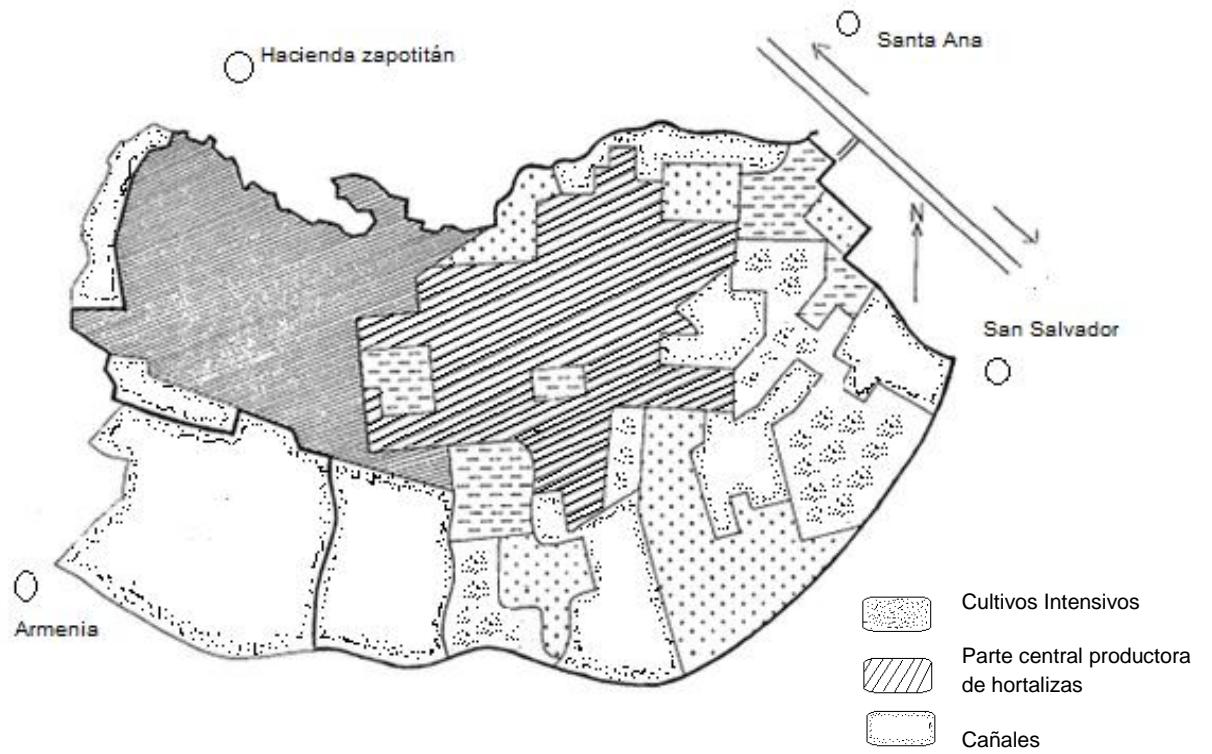 Santa Ana
Hacienda zapotitán
N
San Salvador
Armenia
Cultivos Intensivos
Parte central productora
de hortalizas
Cañales